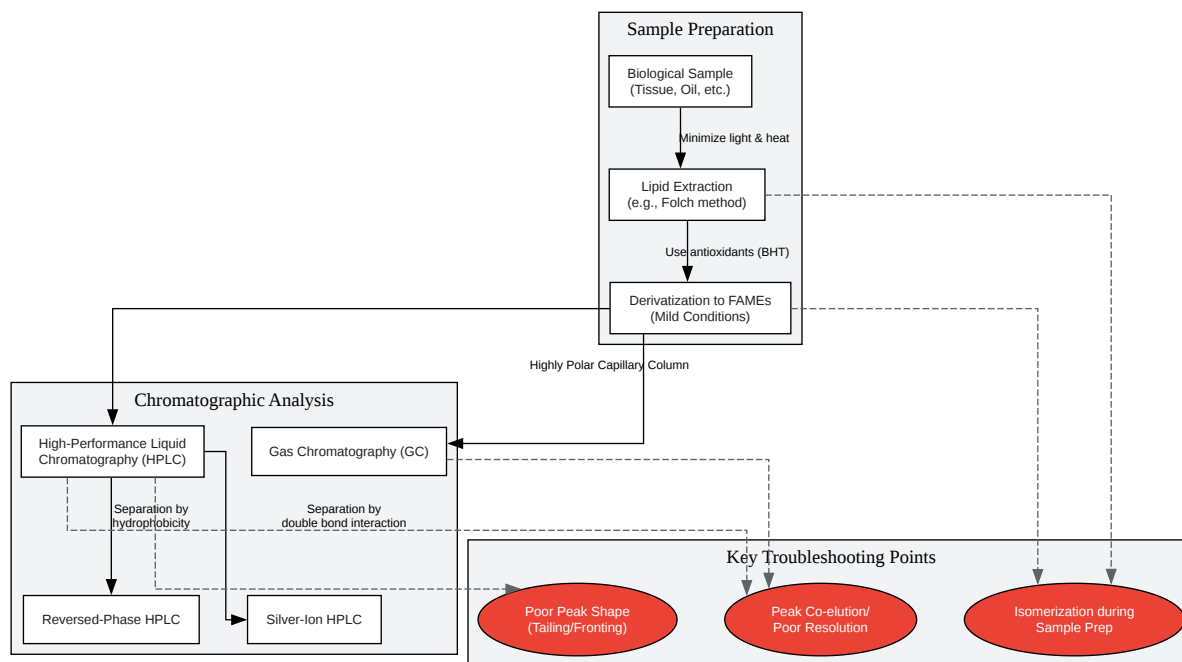 Sample Preparation
Biological Sample
(Tissue, Oil, etc.)
Minimize light & heat
Lipid Extraction
(e.g., Folch method)
Use antioxidants (BHT)
Derivatization to FAMEs
(Mild Conditions)
Highly Polar Capillary Column
Chromatographic Analysis
High-Performance Liquid
Chromatography (HPLC)
Gas Chromatography (GC)
Separation by
hydrophobicity
Separation by
double bond interaction
Reversed-Phase HPLC
Silver-Ion HPLC
Key Troubleshooting Points
Poor Peak Shape
(Tailing/Fronting)
Peak Co-elution/
Poor Resolution
Isomerization during
Sample Prep